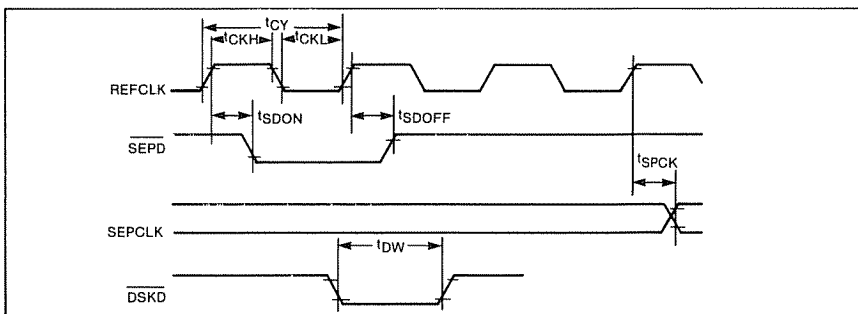 tCY
tCKH tCKL
REFCLK
tSDON tSDOFF
SEPD
tSPCK
SEPCLK
tDW
DSKD